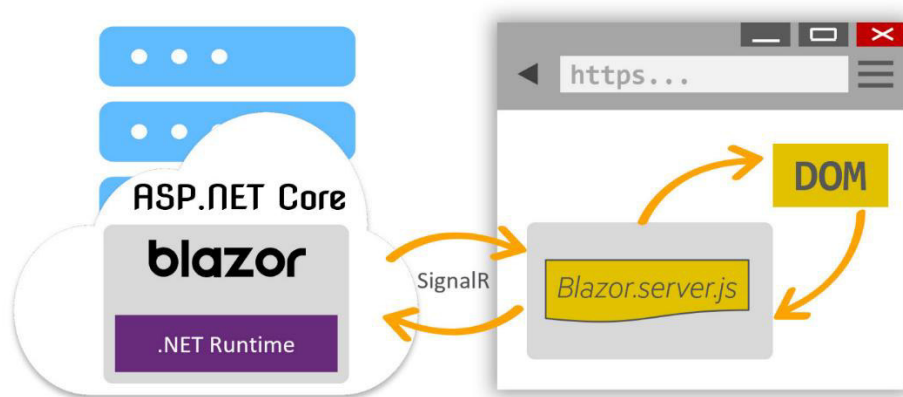 ASP.NET Core
blazor
.NET Runtime
SignalR
https...
DOM
Blazor.server.js